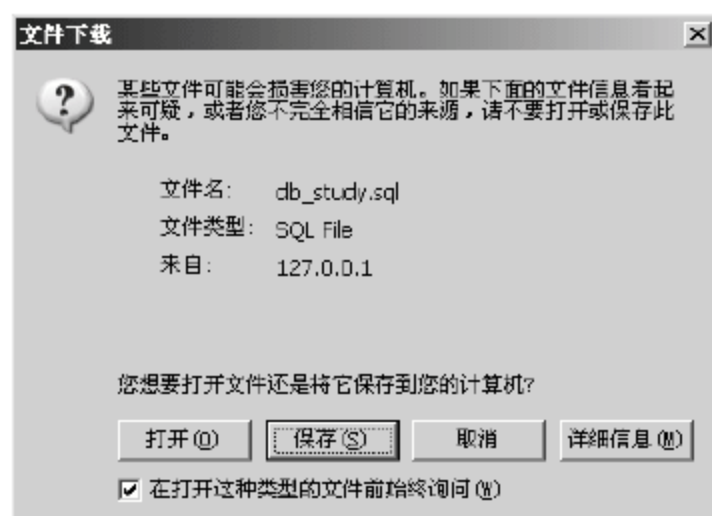 文件下载
某些文件可能会损害您的计算机。如果下面的文件信息看起
来可疑，或者您不完全相信它的来源，请不要打开或保存此
文件。
文件名: db_study.sql
文件类型: SQL File
来自: 127.0.0.1
您想要打开文件还是将它保存到您的计算机?
打开(O) 保存(S) 取消 详细信息(M)
在打开这种类型的文件前始终询问(W)